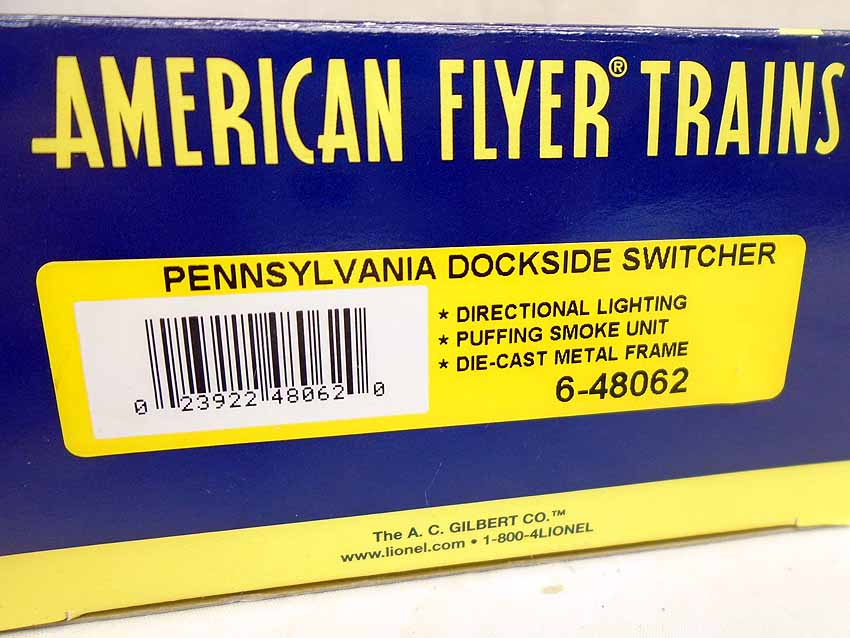 AMERICAN FLYER® TRAINS
PENNSYLVANIA DOCKSIDE SWITCHER
* DIRECTIONAL LIGHTING
* PUFFING SMOKE UNIT
* DIE-CAST METAL FRAME
6-48062
0 23922 48062 0
The A. C. GILBERT CO.™
www.lionel.com • 1-800-4LIONEL